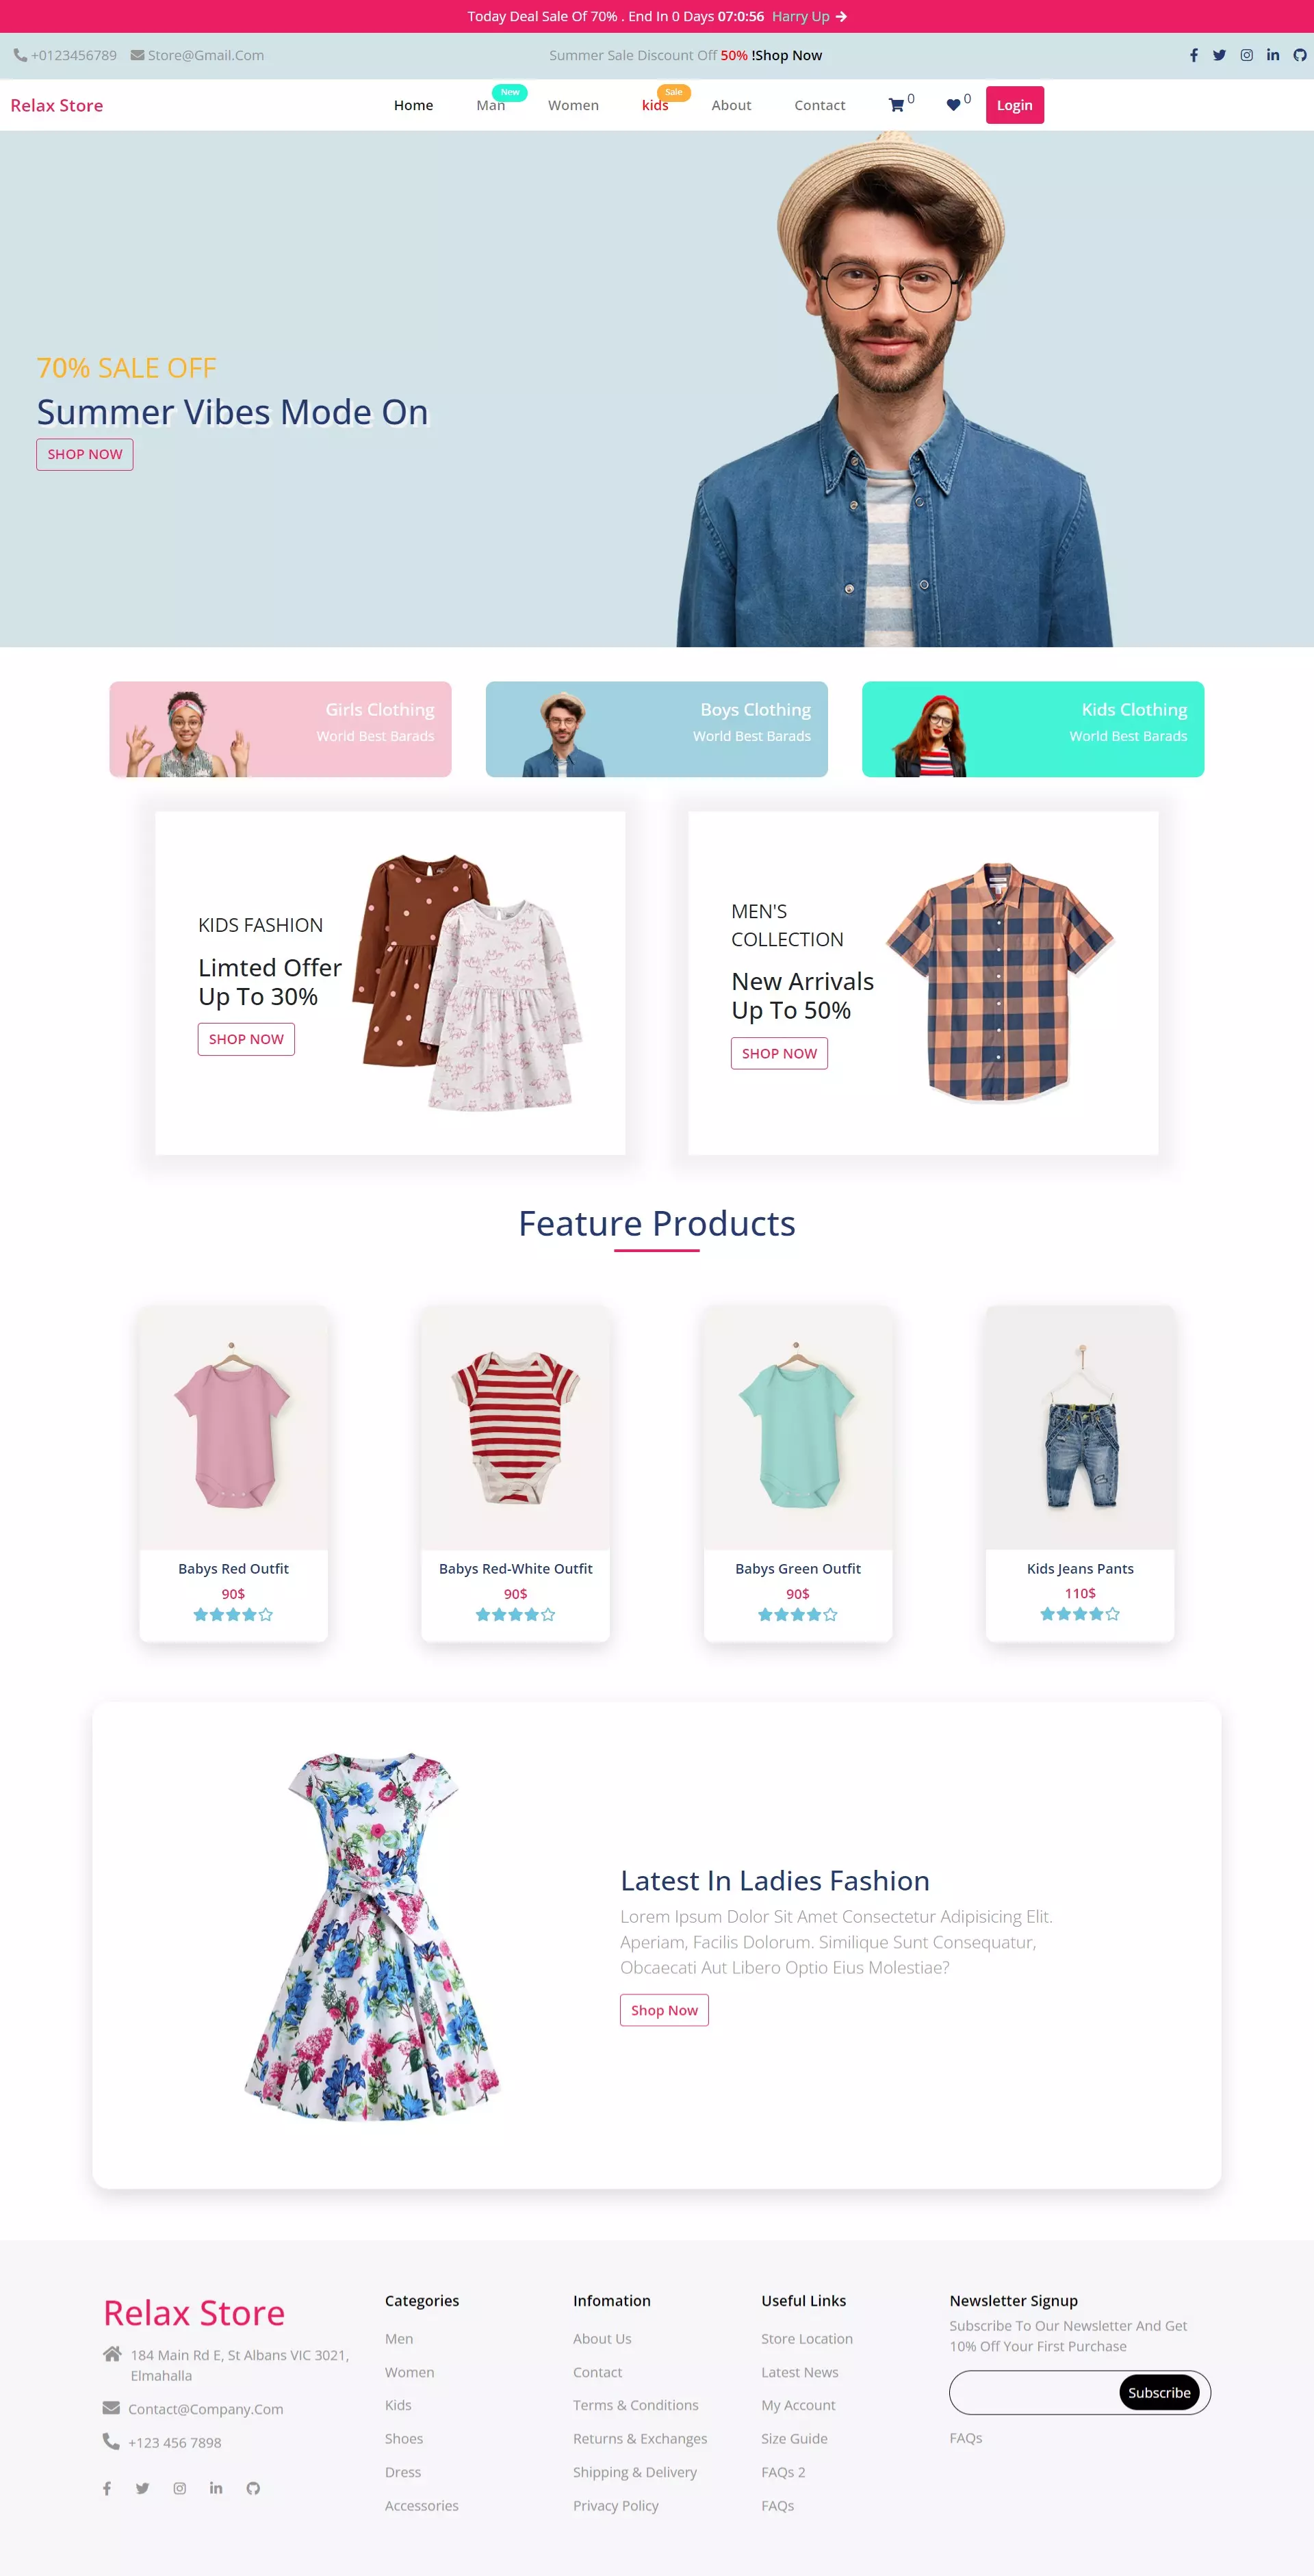 Today Deal Sale Of 70% . End In 0 Days 07:0:56 Harry Up
+0123456789 Store@Gmail.Com
Summer Sale Discount Off 50% !Shop Now
Relax Store
Home
Man
New
Women
kids
Sale
About
Contact
0
0
Login
70% SALE OFF
Summer Vibes Mode On
SHOP NOW
Girls Clothing
World Best Barads
Boys Clothing
World Best Barads
Kids Clothing
World Best Barads
KIDS FASHION
Limted Offer
Up To 30%
SHOP NOW
MEN'S
COLLECTION
New Arrivals
Up To 50%
SHOP NOW
Feature Products
Babys Red Outfit
90$
Babys Red-White Outfit
90$
Babys Green Outfit
90$
Kids Jeans Pants
110$
Latest In Ladies Fashion
Lorem Ipsum Dolor Sit Amet Consectetur Adipisicing Elit.
Aperiam, Facilis Dolorum. Similique Sunt Consequatur,
Obcaecati Aut Libero Optio Eius Molestiae?
Shop Now
Relax Store
184 Main Rd E, St Albans VIC 3021,
Elmahalla
Contact@Company.Com
+123 456 7898
Categories
Men
Women
Kids
Shoes
Dress
Accessories
Infomation
About Us
Contact
Terms & Conditions
Returns & Exchanges
Shipping & Delivery
Privacy Policy
Useful Links
Store Location
Latest News
My Account
Size Guide
FAQs 2
FAQs
Newsletter Signup
Subscribe To Our Newsletter And Get
10% Off Your First Purchase
Subscribe
FAQs